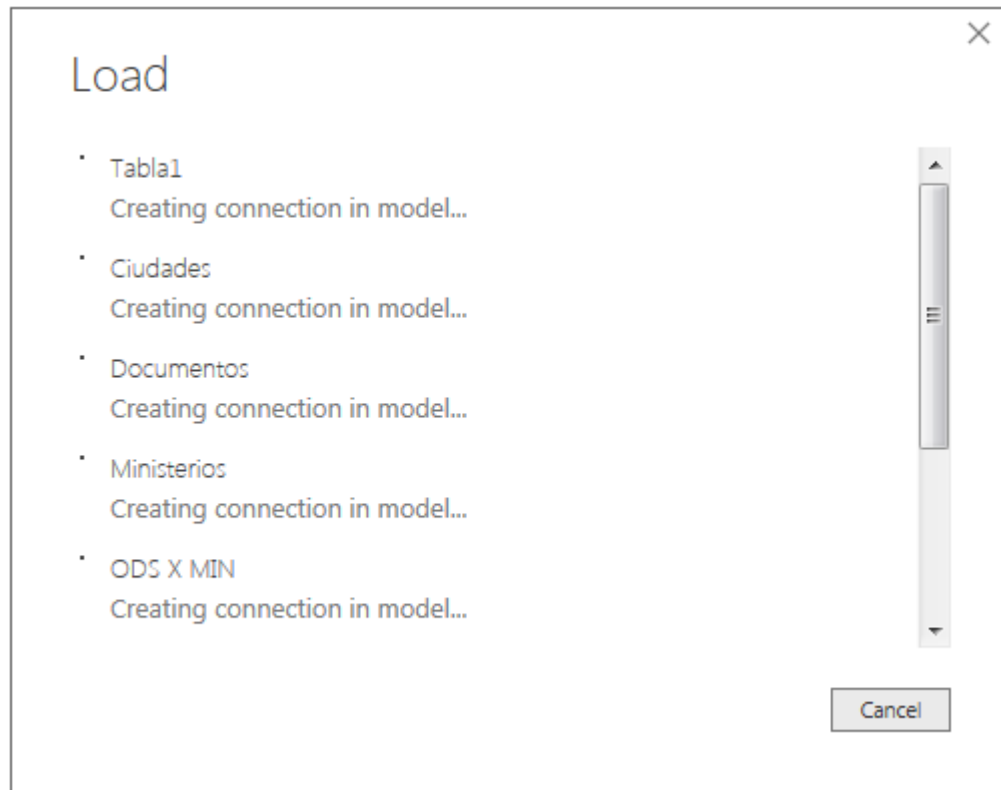 Load
Tabla1
Creating connection in model...
Ciudades
Creating connection in model...
Documentos
Creating connection in model...
Ministerios
Creating connection in model...
ODS X MIN
Creating connection in model...
Cancel